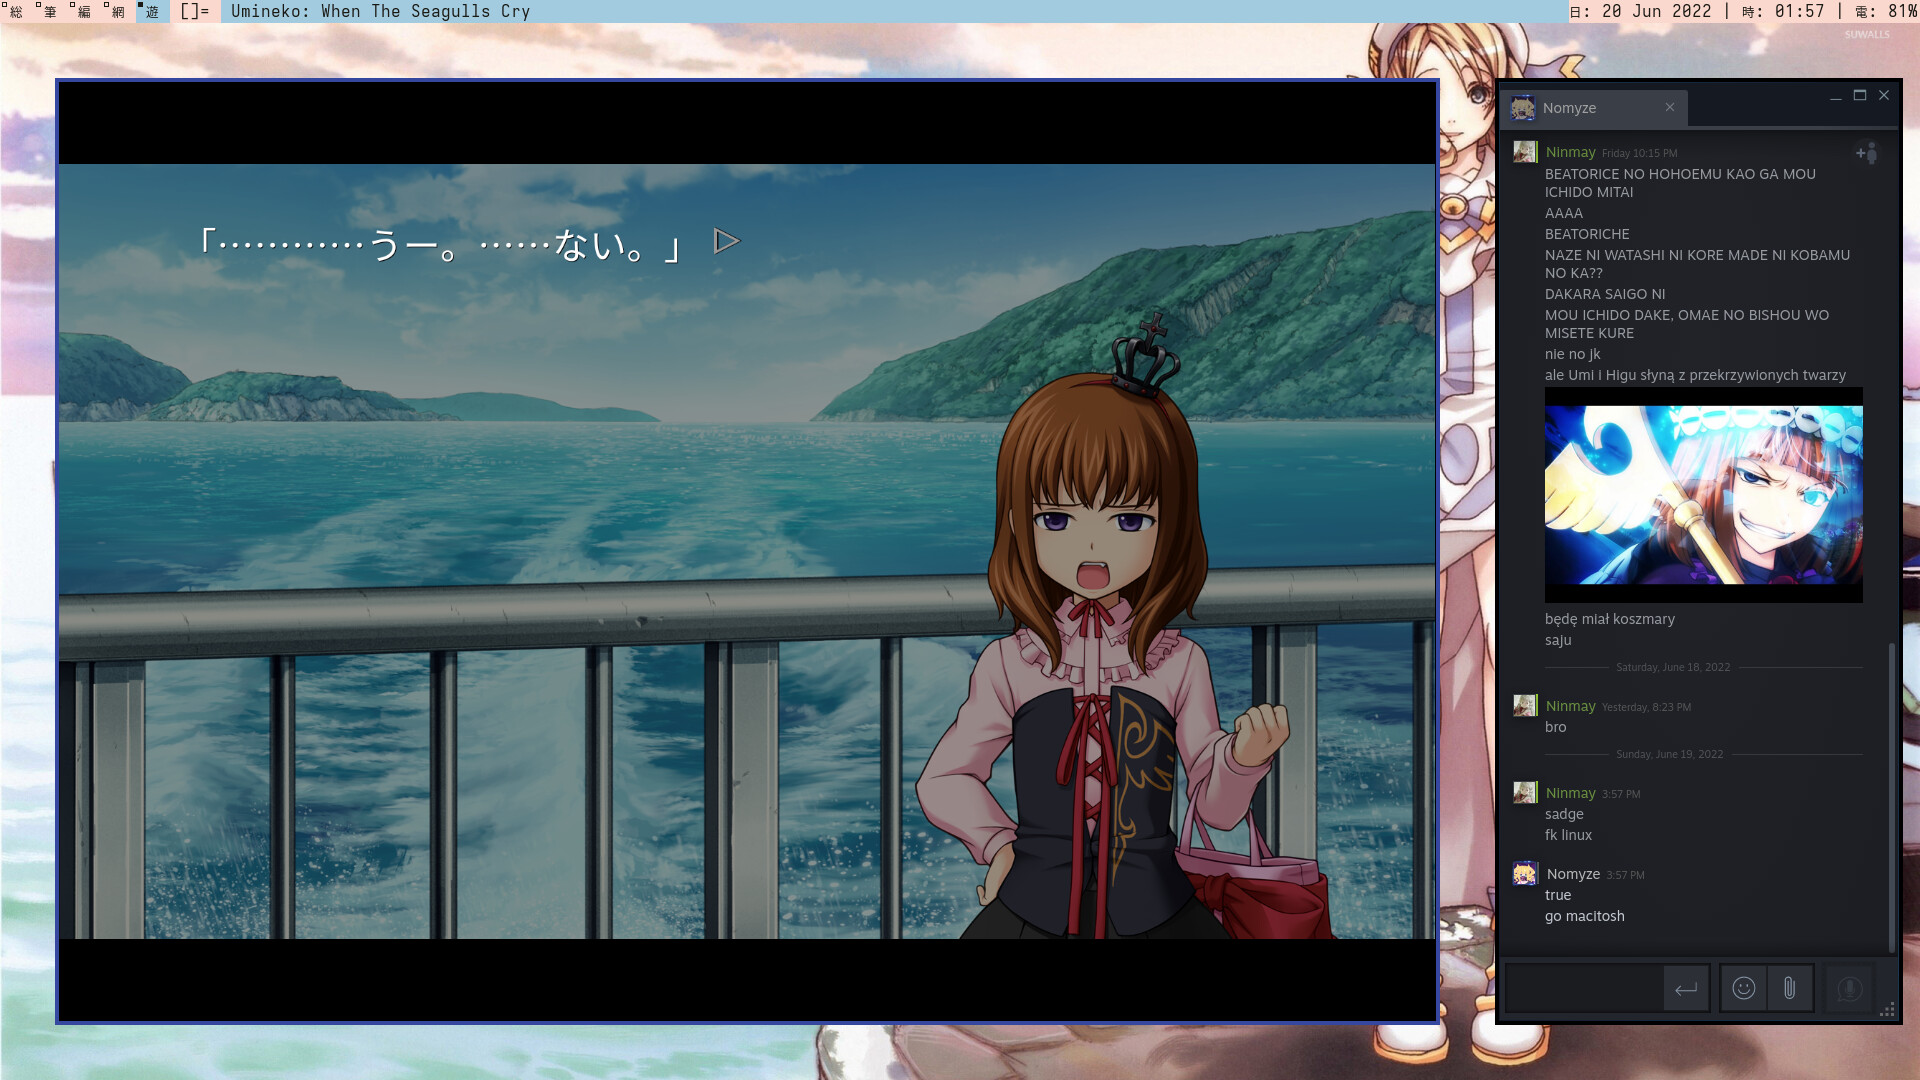 総 筆 編 網 遊 []= Umineko: When The Seagulls Cry 日: 20 Jun 2022 | 時: 01:57 | 電: 81%
SUWALLS
「…………うー。……ない。」
Nomyze
Ninmay Friday 10:15 PM
BEATORICE NO HOHOEMU KAO GA MOU
ICHIDO MITAI
AAAA
BEATORICHE
NAZE NI WATASHI NI KORE MADE NI KOBAMU
NO KA??
DAKARA SAIGO NI
MOU ICHIDO DAKE, OMAE NO BISHOU WO
MISETE KURE
nie no jk
ale Umi i Higu słyną z przekrzywionych twarzy
będę miał koszmary
saju
Saturday, June 18, 2022
Ninmay Yesterday, 8:23 PM
bro
Sunday, June 19, 2022
Ninmay 3:57 PM
sadge
fk linux
Nomyze 3:57 PM
true
go macitosh